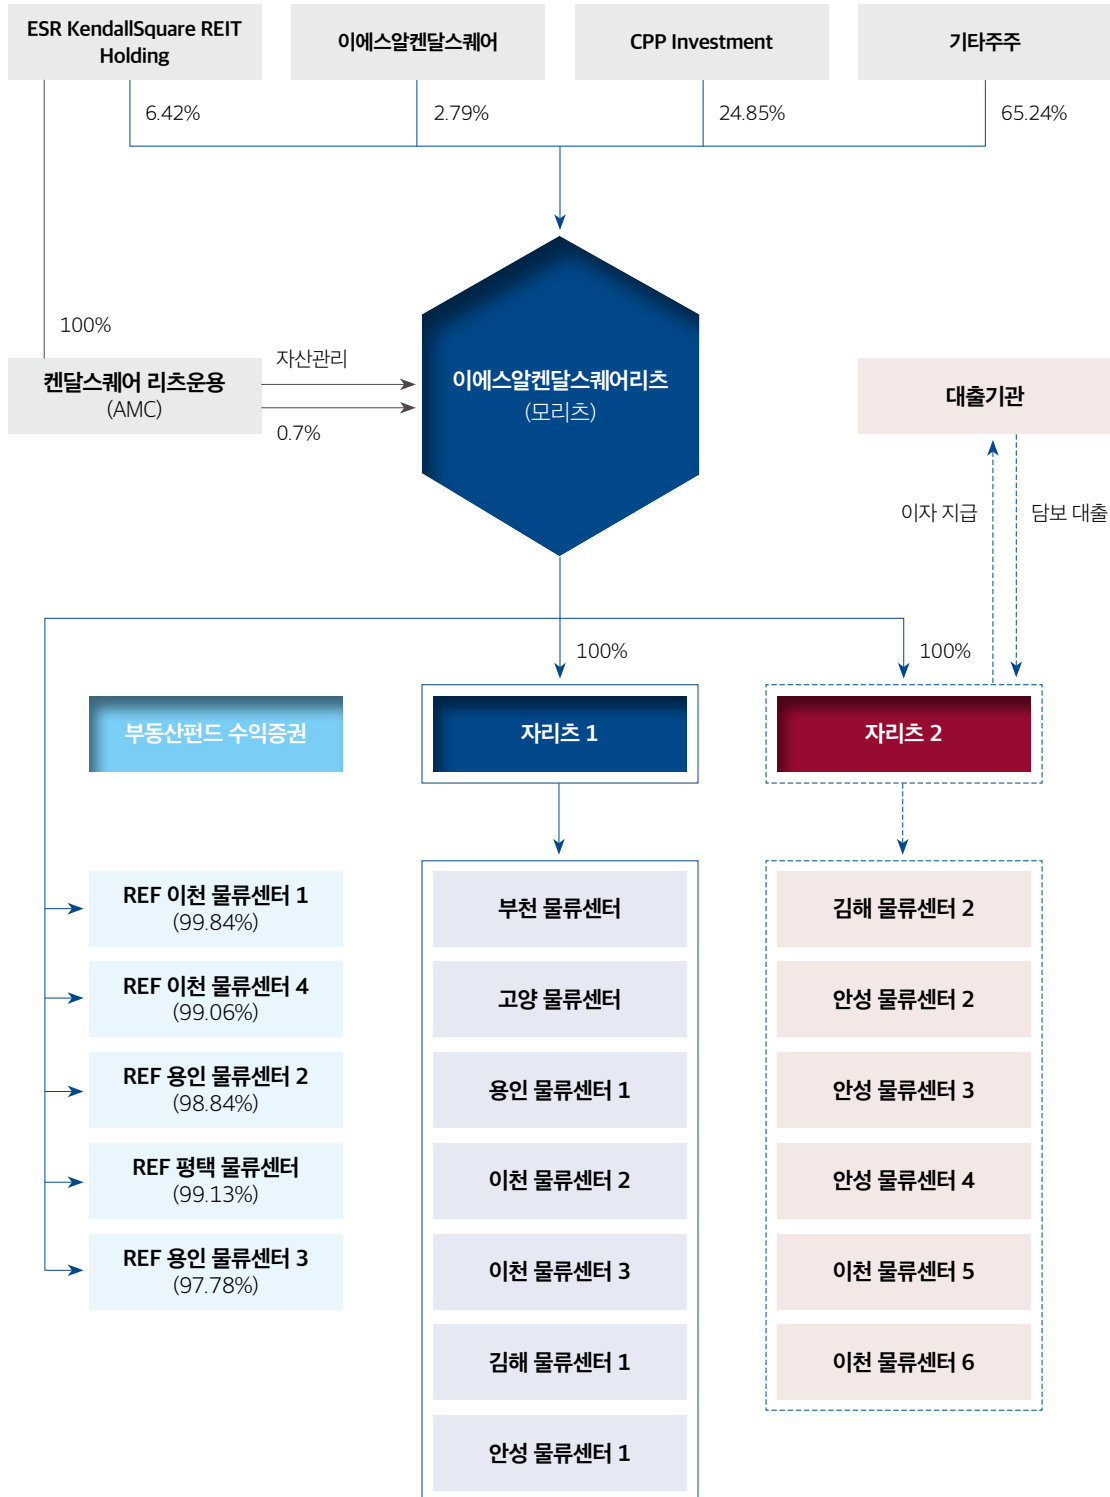 ESR KendallSquare REIT
Holding
이에스알켄달스퀘어
CPP Investment
기타주주
6.42%
2.79%
24.85%
65.24%
100%
켄달스퀘어 리츠운용
(AMC)
자산관리
0.7%
이에스알켄달스퀘어리츠
(모리츠)
대출기관
이자 지급
담보 대출
100%
100%
부동산펀드 수익증권
자리츠 1
자리츠 2
REF 이천 물류센터 1
(99.84%)
REF 이천 물류센터 4
(99.06%)
REF 용인 물류센터 2
(98.84%)
REF 평택 물류센터
(99.13%)
REF 용인 물류센터 3
(97.78%)
부천 물류센터
고양 물류센터
용인 물류센터 1
이천 물류센터 2
이천 물류센터 3
김해 물류센터 1
안성 물류센터 1
김해 물류센터 2
안성 물류센터 2
안성 물류센터 3
안성 물류센터 4
이천 물류센터 5
이천 물류센터 6